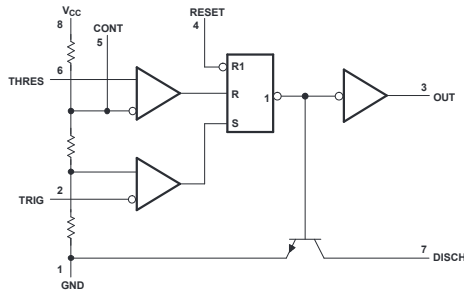 VCC
8
CONT
5
RESET
4
THRES
6
R1
R
1
S
3
OUT
2
TRIG
7
DISCH
1
GND